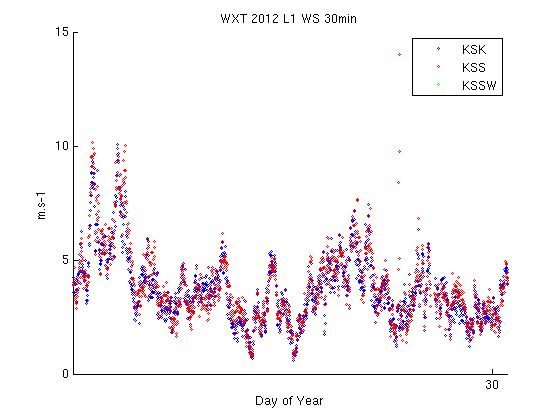 WXT 2012 L1 WS 30min
15
KSK
KSS
KSSW
10
m.s-1
5
0
30
Day of Year